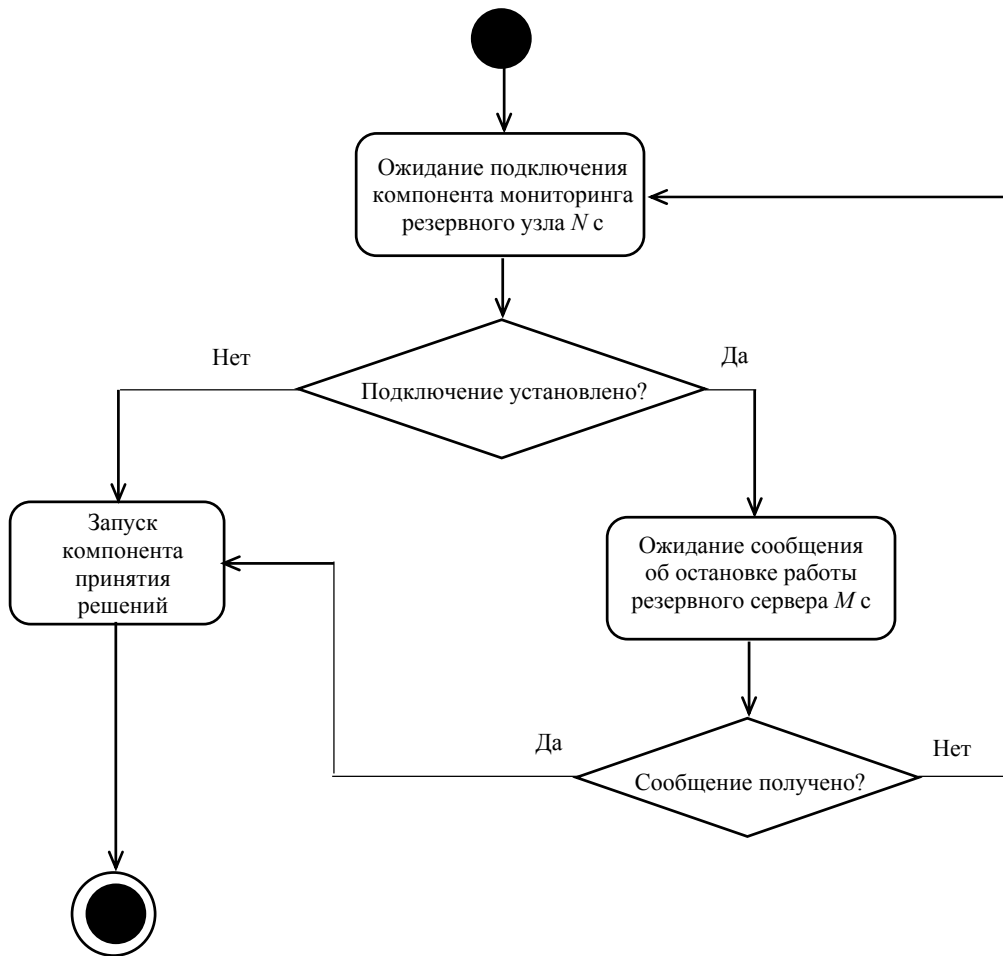 Ожидание подключения
компонента мониторинга
резервного узла N с
Нет
Да
Подключение установлено?
Запуск
компонента
принятия
решений
Ожидание сообщения
об остановке работы
резервного сервера M с
Да
Нет
Сообщение получено?